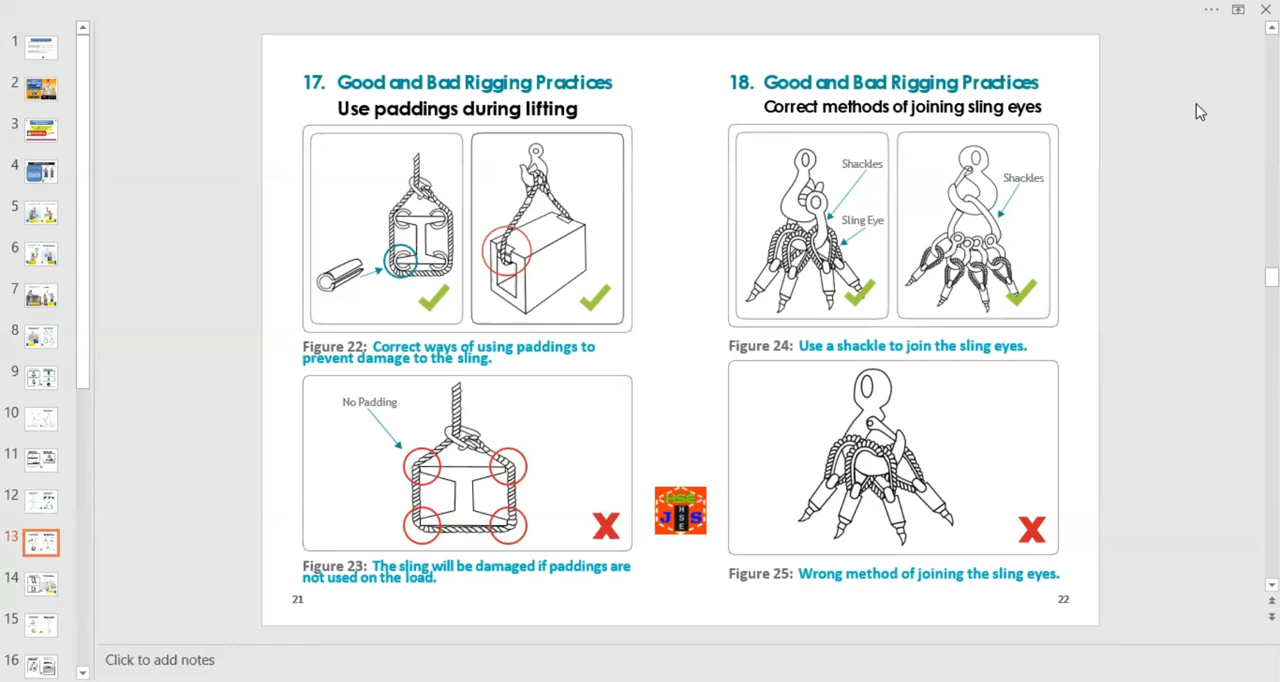 1
2
3
4
5
6
7
8
9
10
11
12
13
14
15
16
17. Good and Bad Rigging Practices
Use paddings during lifting
Figure 22: Correct ways of using paddings to
prevent damage to the sling.
No Padding
Figure 23: The sling will be damaged if paddings are
not used on the load.
21
HSE
J S
HSE
18. Good and Bad Rigging Practices
Correct methods of joining sling eyes
Shackles
Sling Eye
Shackles
Figure 24: Use a shackle to join the sling eyes.
Figure 25: Wrong method of joining the sling eyes.
22
Click to add notes